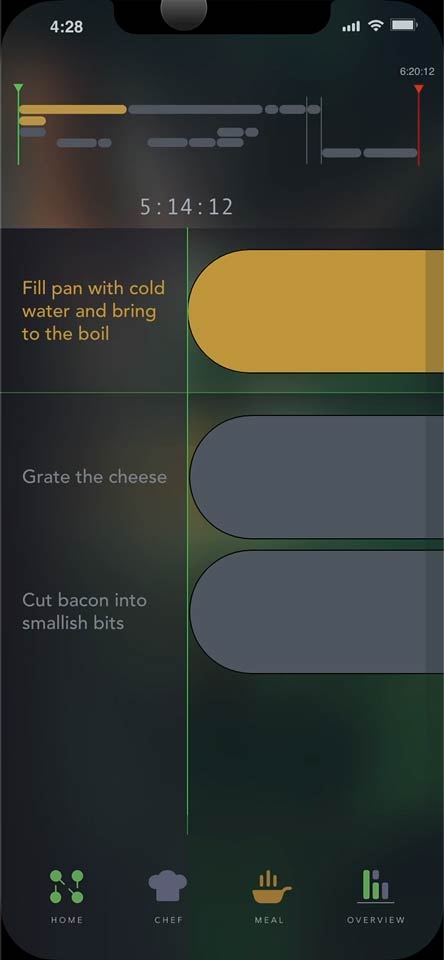 4:28
6:20:12
5:14:12
Fill pan with cold
water and bring
to the boil
Grate the cheese
Cut bacon into
smallish bits
HOME CHEF MEAL OVERVIEW